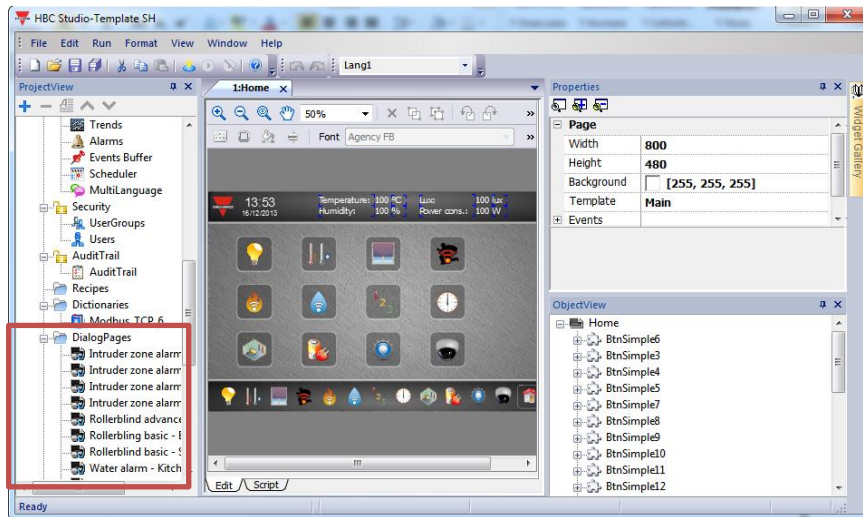 HBC Studio-Template SH
File Edit Run Format View Window Help
Lang1
ProjectView
Trends
Alarms
Events Buffer
Scheduler
MultiLanguage
Security
UserGroups
Users
AuditTrail
AuditTrail
Recipes
Dictionaries
Modbus_TCP_6
DialogPages
Intruder zone alarm
Intruder zone alarm
Intruder zone alarm
Intruder zone alarm
Rollerblind advance
Rollerbling basic - E
Rollerblind basic - S
Water alarm - Kitch
1:Home
50%
Font Agency FB
13:53
16/12/2013
Temperature: 100 ºC Lux: 100 lux
Humidity: 100 % Power cons.: 100 W
Edit Script
Properties
Page
Width 800
Height 480
Background [255, 255, 255]
Template Main
Events
ObjectView
Home
BtnSimple6
BtnSimple3
BtnSimple4
BtnSimple5
BtnSimple7
BtnSimple8
BtnSimple9
BtnSimple10
BtnSimple11
BtnSimple12
Widget Gallery
Ready